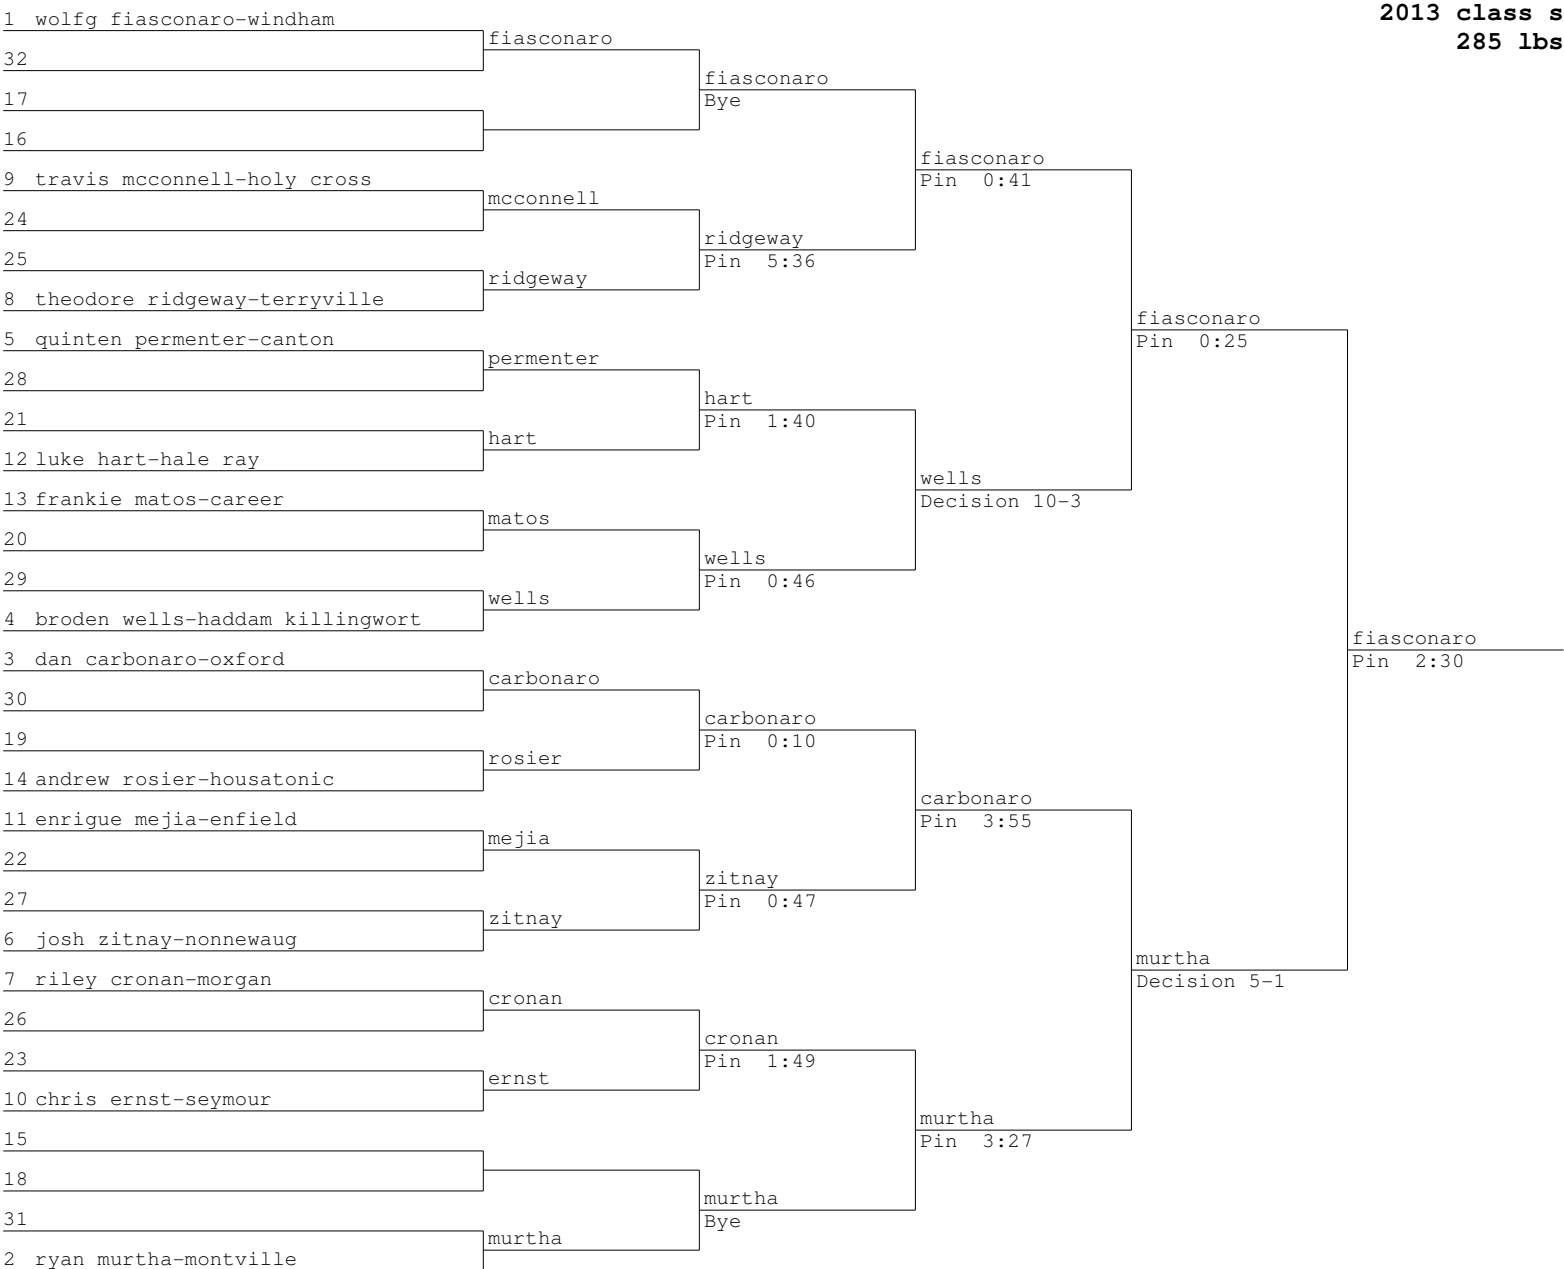 2013 class s
285 lbs
1 wolfg fiasconaro-windham
32
17
16
9 travis mcconnell-holy cross
24
25
8 theodore ridgeway-terryville
5 quinten permenter-canton
28
21
12 luke hart-hale ray
13 frankie matos-career
20
29
4 broden wells-haddam killingwort
3 dan carbonaro-oxford
30
19
14 andrew rosier-housatonic
11 enrigue mejia-enfield
22
27
6 josh zitnay-nonnewaug
7 riley cronan-morgan
26
23
10 chris ernst-seymour
15
18
31
2 ryan murtha-montville
fiasconaro
mcconnell
ridgeway
permenter
hart
matos
wells
carbonaro
rosier
mejia
zitnay
cronan
ernst
murtha
fiasconaro
Bye
ridgeway
Pin 5:36
hart
Pin 1:40
wells
Pin 0:46
carbonaro
Pin 0:10
zitnay
Pin 0:47
cronan
Pin 1:49
murtha
Bye
fiasconaro
Pin 0:41
wells
Decision 10-3
carbonaro
Pin 3:55
murtha
Pin 3:27
fiasconaro
Pin 0:25
murtha
Decision 5-1
fiasconaro
Pin 2:30